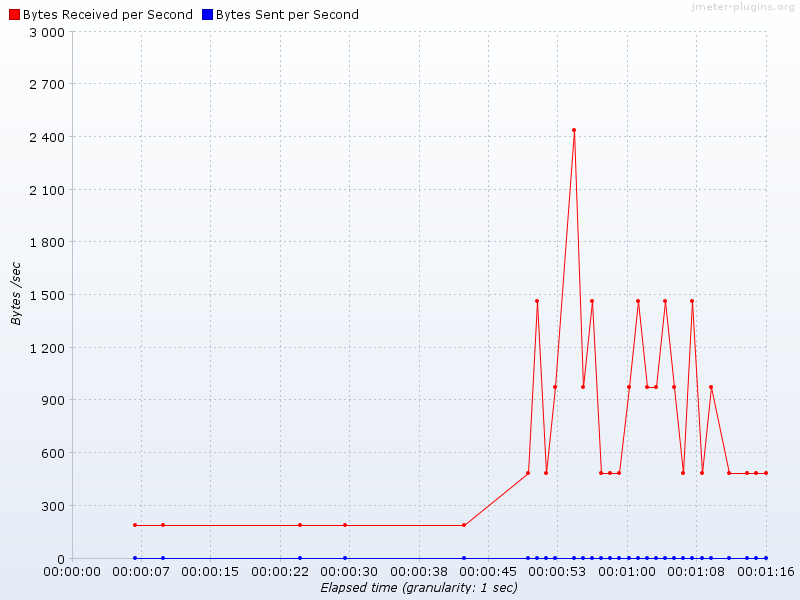 jmeter-plugins.org
Bytes Received per Second Bytes Sent per Second
3 000
2 700
2 400
2 100
1 800
1 500
1 200
900
600
300
0
Bytes /sec
00:00:00 00:00:07 00:00:15 00:00:22 00:00:30 00:00:38 00:00:45 00:00:53 00:01:00 00:01:08 00:01:16
Elapsed time (granularity: 1 sec)